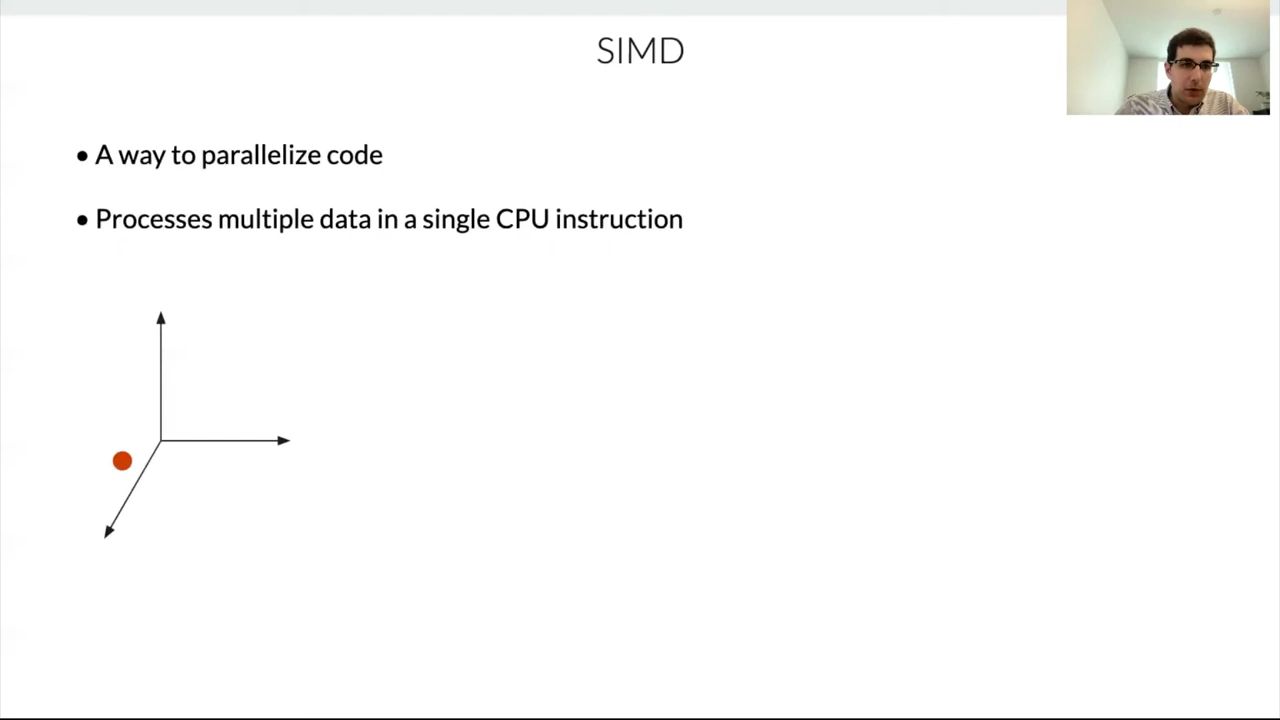 SIMD
• A way to parallelize code
• Processes multiple data in a single CPU instruction